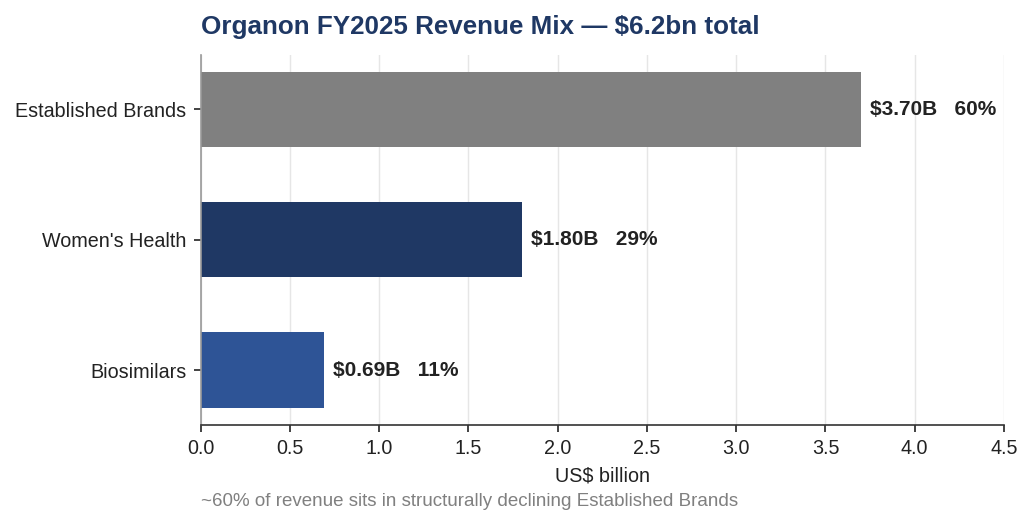 Organon FY2025 Revenue Mix — $6.2bn total
Established Brands
$3.70B 60%
Women's Health
$1.80B 29%
Biosimilars
$0.69B 11%
0.0 0.5 1.0 1.5 2.0 2.5 3.0 3.5 4.0 4.5
US$ billion
~60% of revenue sits in structurally declining Established Brands